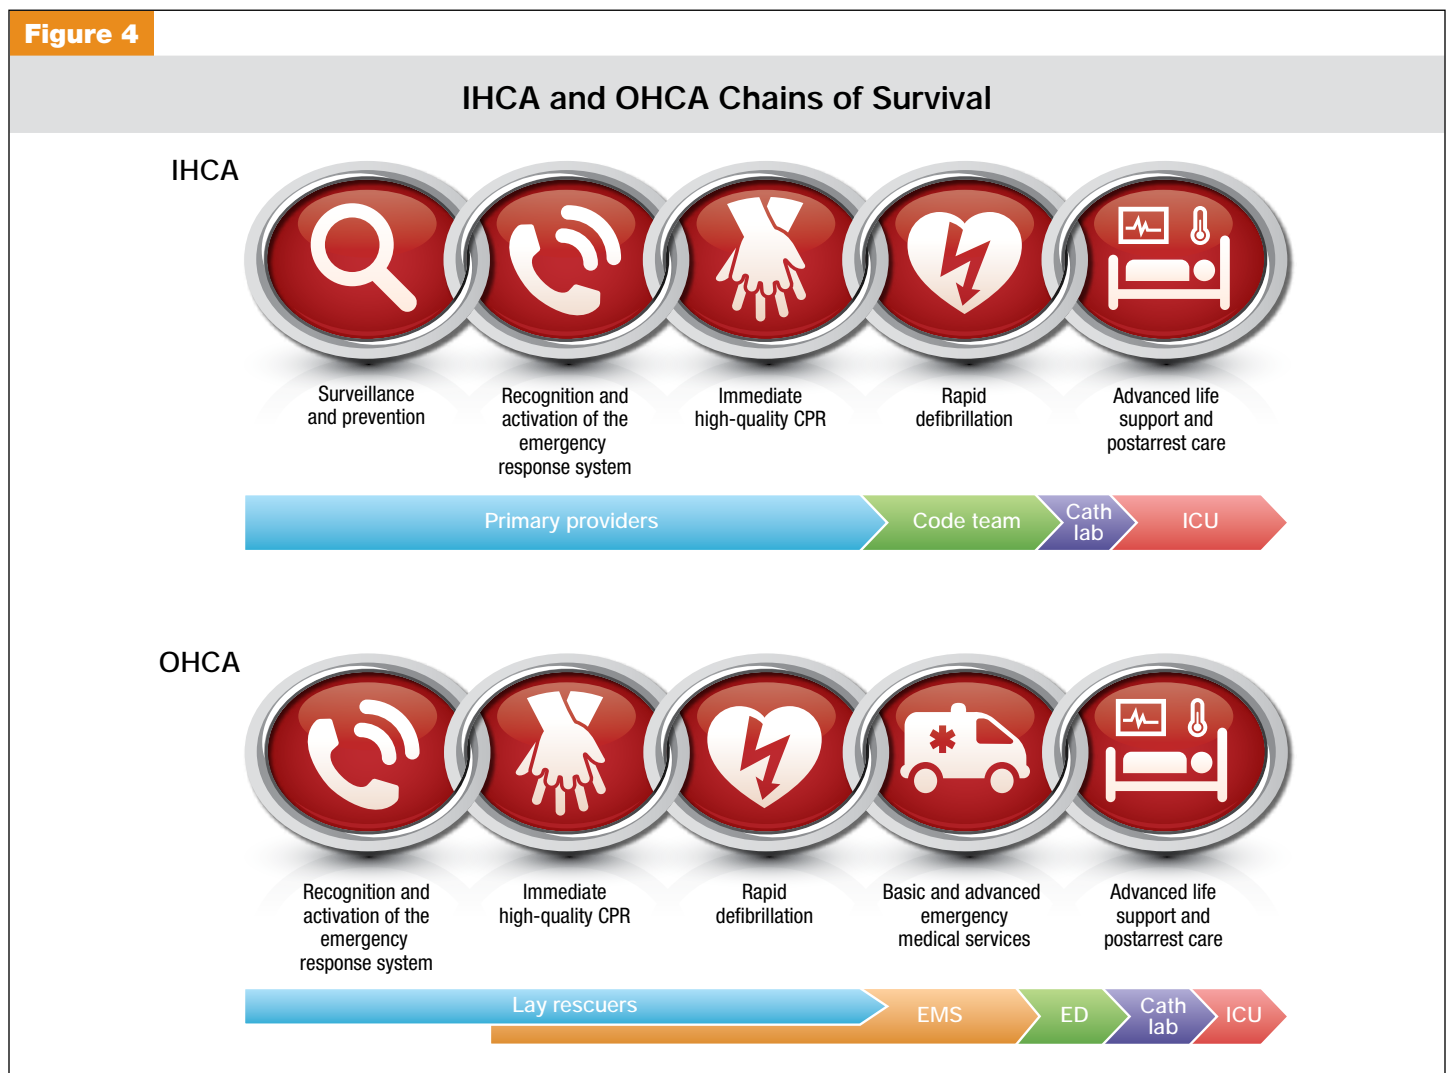 Figure 4
IHCA and OHCA Chains of Survival
IHCA
Surveillance
and prevention
Recognition and
activation of the
emergency
response system
Immediate
high-quality CPR
Rapid
defibrillation
Advanced life
support and
postarrest care
Primary providers
Code team
Cath
lab
ICU
OHCA
Recognition and
activation of the
emergency
response system
Immediate
high-quality CPR
Rapid
defibrillation
Basic and advanced
emergency
medical services
Advanced life
support and
postarrest care
Lay rescuers
EMS
ED
Cath
lab
ICU